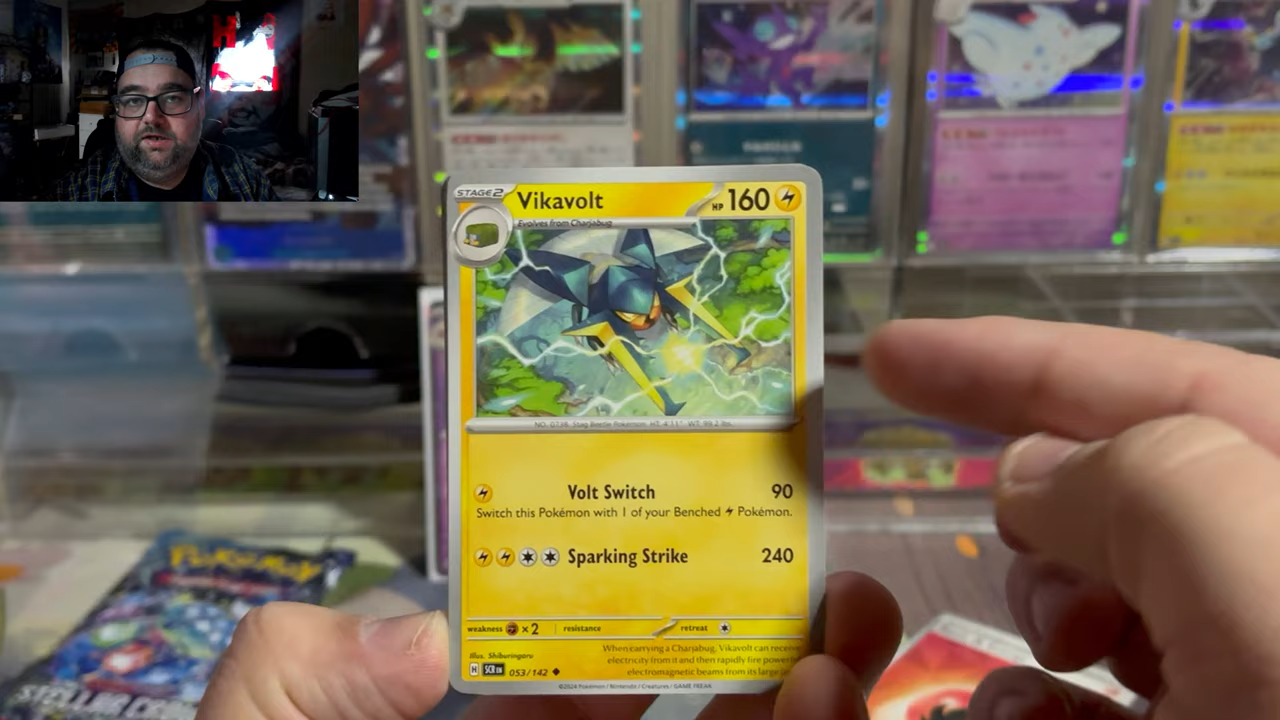 STAGE2 Vikavolt HP 160
Evolves from Charjabug
NO. 0738 Stag Beetle Pokémon HT: 4'11" WT: 99.2 lbs.
Volt Switch 90
Switch this Pokémon with 1 of your Benched Pokémon.
Sparking Strike 240
weakness ×2 resistance retreat
Illus. Shiburingaru
When carrying a Charjabug, Vikavolt can receive
electricity from it and then rapidly fire powerful
electromagnetic beams from its large
H SCR EN 053/142
©2024 Pokémon / Nintendo / Creatures / GAME FREAK
POKéMON
STELLAR CROWN